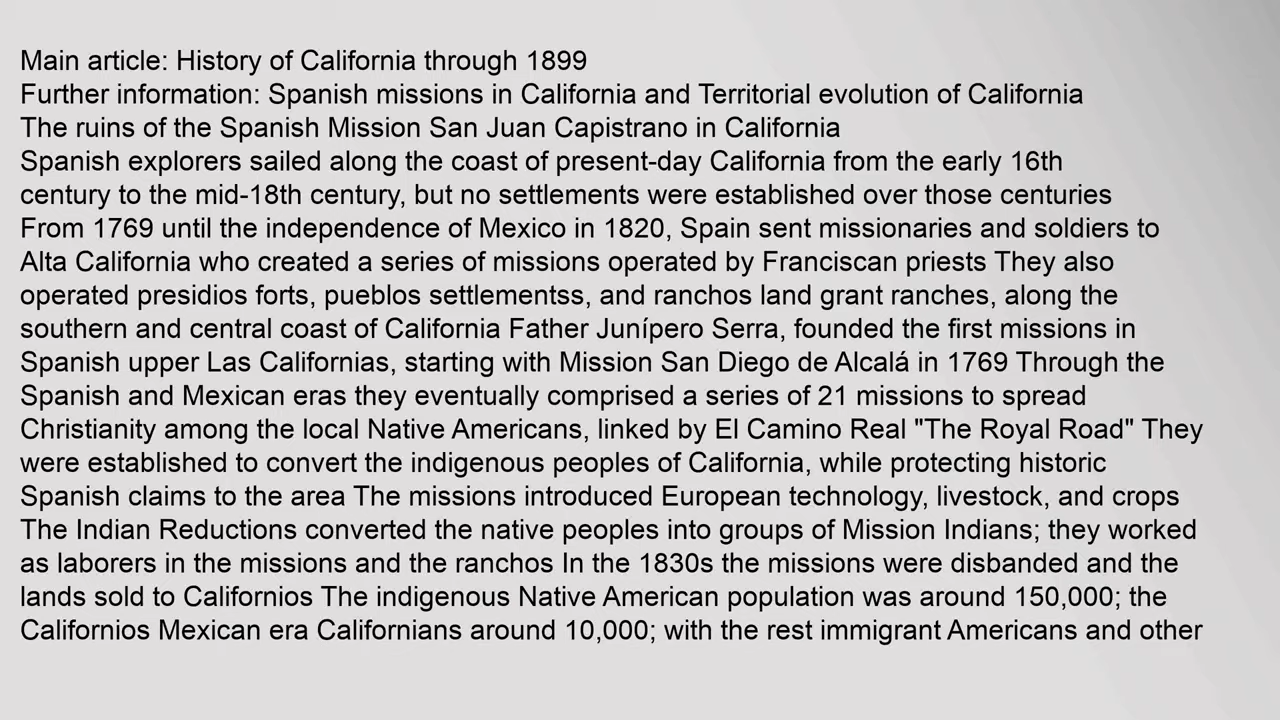 Main article: History of California through 1899
Further information: Spanish missions in California and Territorial evolution of California
The ruins of the Spanish Mission San Juan Capistrano in California
Spanish explorers sailed along the coast of present-day California from the early 16th
century to the mid-18th century, but no settlements were established over those centuries
From 1769 until the independence of Mexico in 1820, Spain sent missionaries and soldiers to
Alta California who created a series of missions operated by Franciscan priests They also
operated presidios forts, pueblos settlementss, and ranchos land grant ranches, along the
southern and central coast of California Father Junípero Serra, founded the first missions in
Spanish upper Las Californias, starting with Mission San Diego de Alcalá in 1769 Through the
Spanish and Mexican eras they eventually comprised a series of 21 missions to spread
Christianity among the local Native Americans, linked by El Camino Real "The Royal Road" They
were established to convert the indigenous peoples of California, while protecting historic
Spanish claims to the area The missions introduced European technology, livestock, and crops
The Indian Reductions converted the native peoples into groups of Mission Indians; they worked
as laborers in the missions and the ranchos In the 1830s the missions were disbanded and the
lands sold to Californios The indigenous Native American population was around 150,000; the
Californios Mexican era Californians around 10,000; with the rest immigrant Americans and other